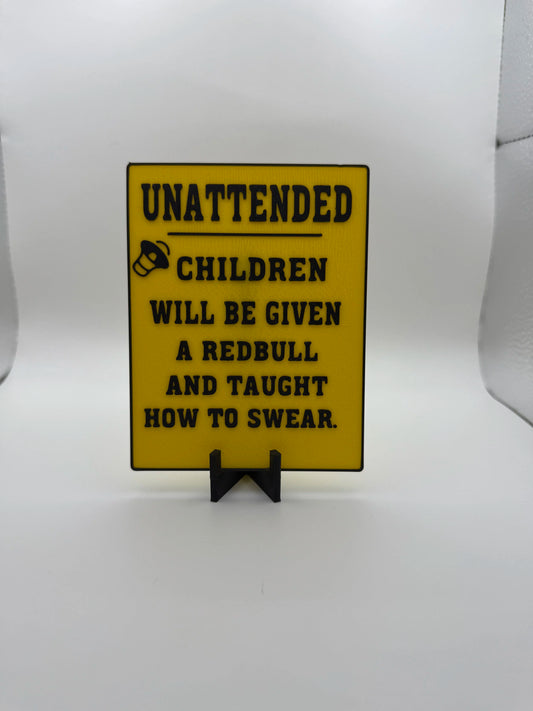 UNATTENDED
CHILDREN
WILL BE GIVEN
A REDBULL
AND TAUGHT
HOW TO SWEAR.